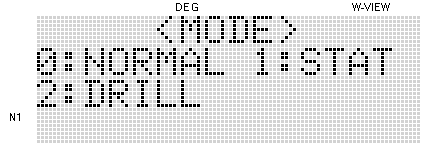 DEG W-VIEW
<MODE>
0:NORMAL 1:STAT
2:DRILL
N1